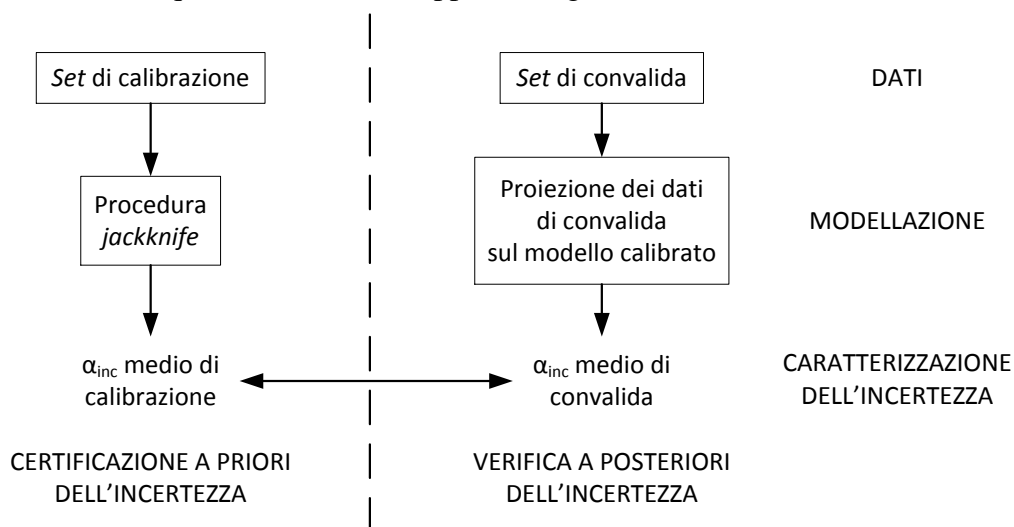 Set di calibrazione
Set di convalida
DATI
Procedura
jackknife
Proiezione dei dati
di convalida
sul modello calibrato
MODELLAZIONE
αinc medio di
calibrazione
αinc medio di
convalida
CARATTERIZZAZIONE
DELL'INCERTEZZA
CERTIFICAZIONE A PRIORI
DELL'INCERTEZZA
VERIFICA A POSTERIORI
DELL'INCERTEZZA